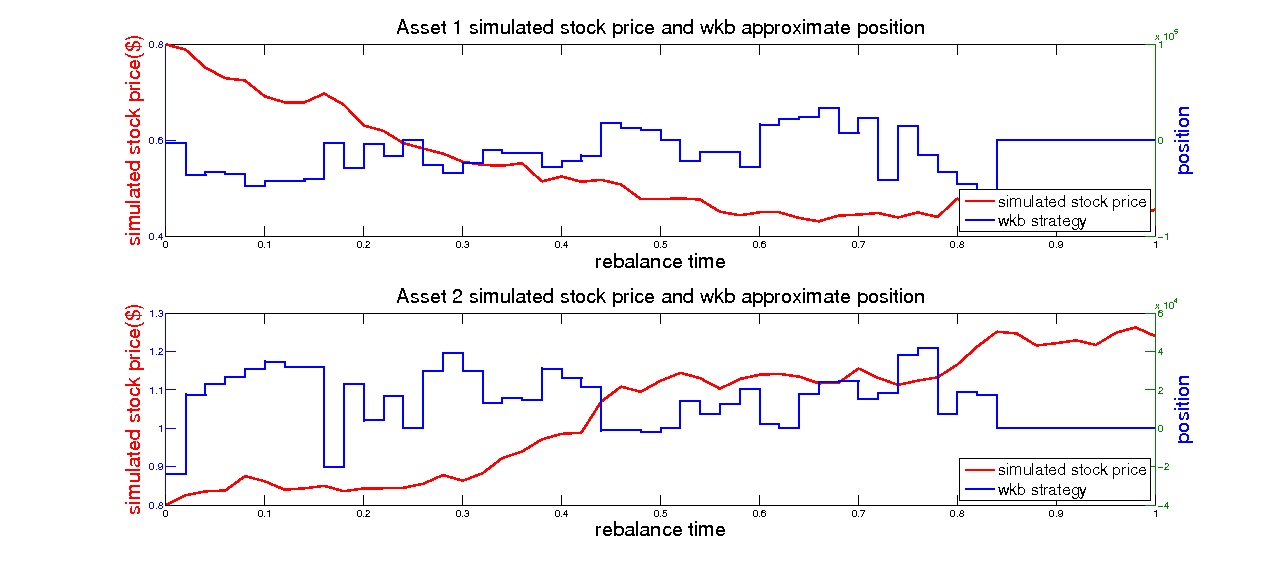 Asset 1 simulated stock price and wkb approximate position
x 10^5
simulated stock price($)
0.8
0.6
0.4
1
0
-1
position
simulated stock price
wkb strategy
0 0.1 0.2 0.3 0.4 0.5 0.6 0.7 0.8 0.9 1
rebalance time
Asset 2 simulated stock price and wkb approximate position
x 10^4
simulated stock price($)
1.3
1.2
1.1
1
0.9
0.8
6
4
2
0
-2
-4
position
simulated stock price
wkb strategy
0 0.1 0.2 0.3 0.4 0.5 0.6 0.7 0.8 0.9 1
rebalance time